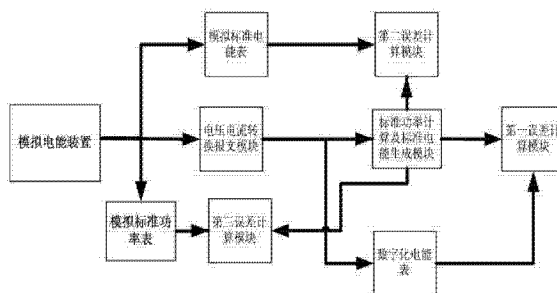 模拟标准电
能表
第二误差计
算模块
模拟电能装置
电压电流转
换报文模块
标准功率计
算及标准电
能生成模块
第一误差计
算模块
模拟标准功
率表
第二误差计
算模块
数字化电能
表